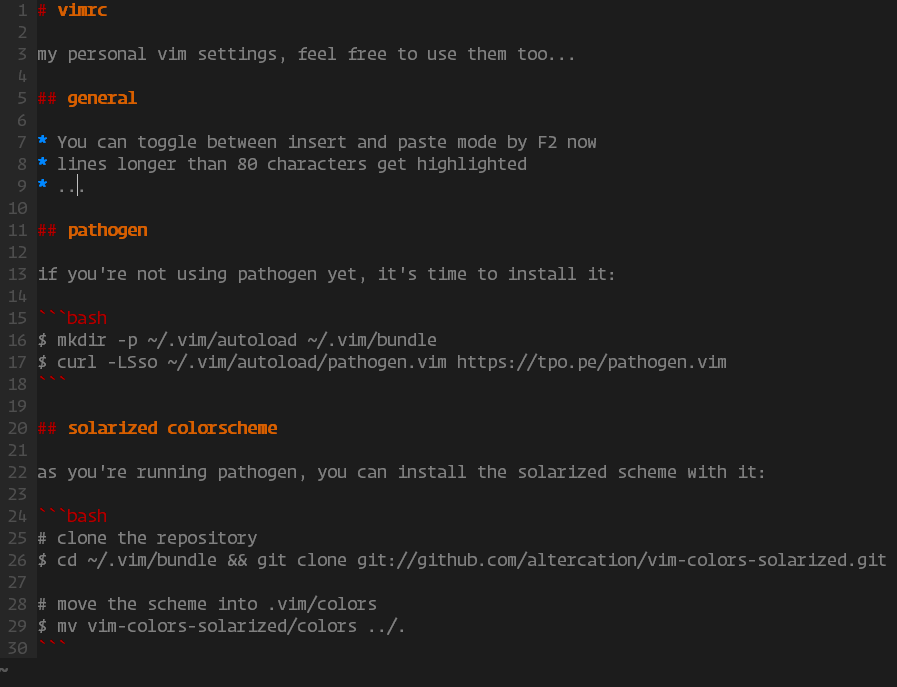 1 # vimrc
2
3 my personal vim settings, feel free to use them too...
4
5 ## general
6
7 * You can toggle between insert and paste mode by F2 now
8 * lines longer than 80 characters get highlighted
9 * ...
10
11 ## pathogen
12
13 if you're not using pathogen yet, it's time to install it:
14
15 ```bash
16 $ mkdir -p ~/.vim/autoload ~/.vim/bundle
17 $ curl -LSso ~/.vim/autoload/pathogen.vim https://tpo.pe/pathogen.vim
18 ```
19
20 ## solarized colorscheme
21
22 as you're running pathogen, you can install the solarized scheme with it:
23
24 ```bash
25 # clone the repository
26 $ cd ~/.vim/bundle && git clone git://github.com/altercation/vim-colors-solarized.git
27
28 # move the scheme into .vim/colors
29 $ mv vim-colors-solarized/colors ../.
30 ```
~